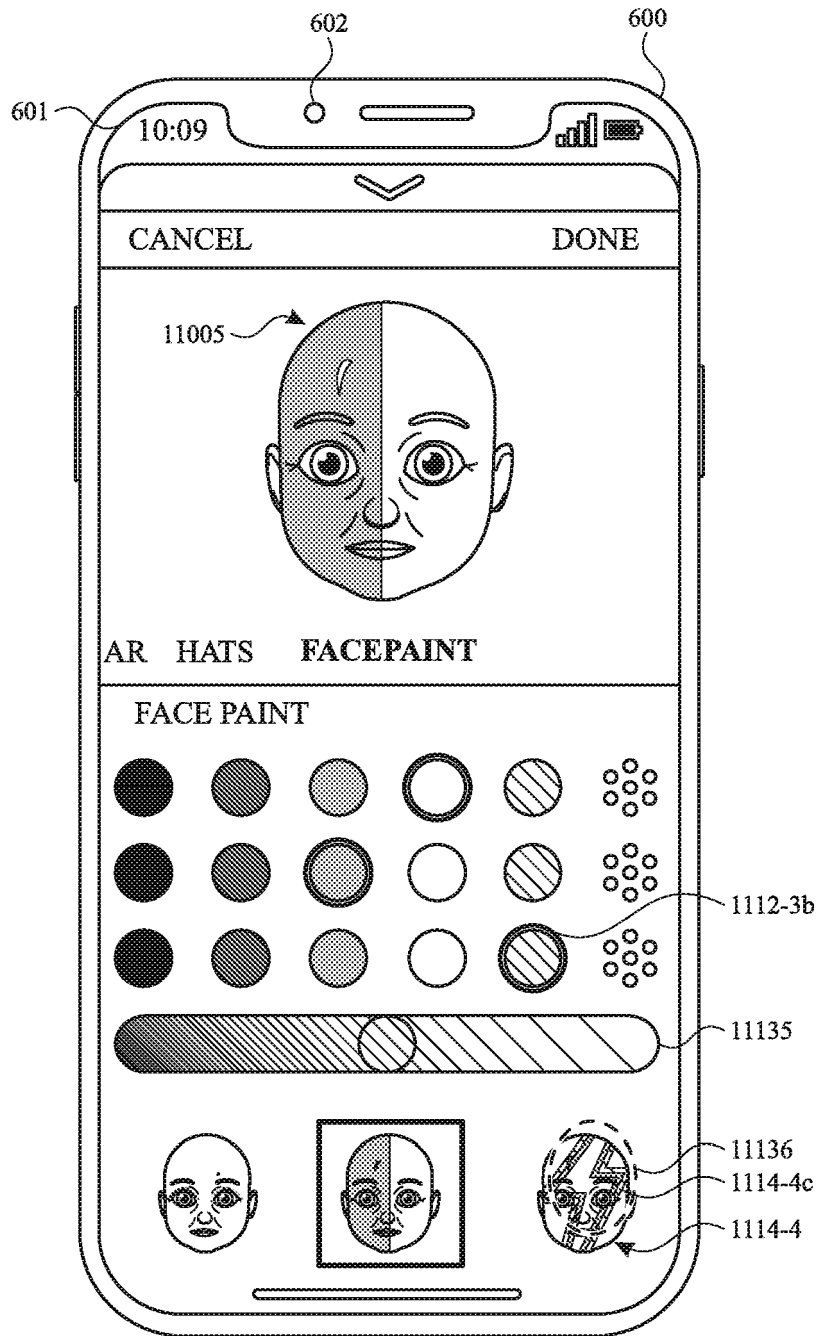 602
600
601
10:09
CANCEL
DONE
11005
AR HATS FACEPAINT
FACE PAINT
1112-3b
11135
11136
1114-4c
1114-4